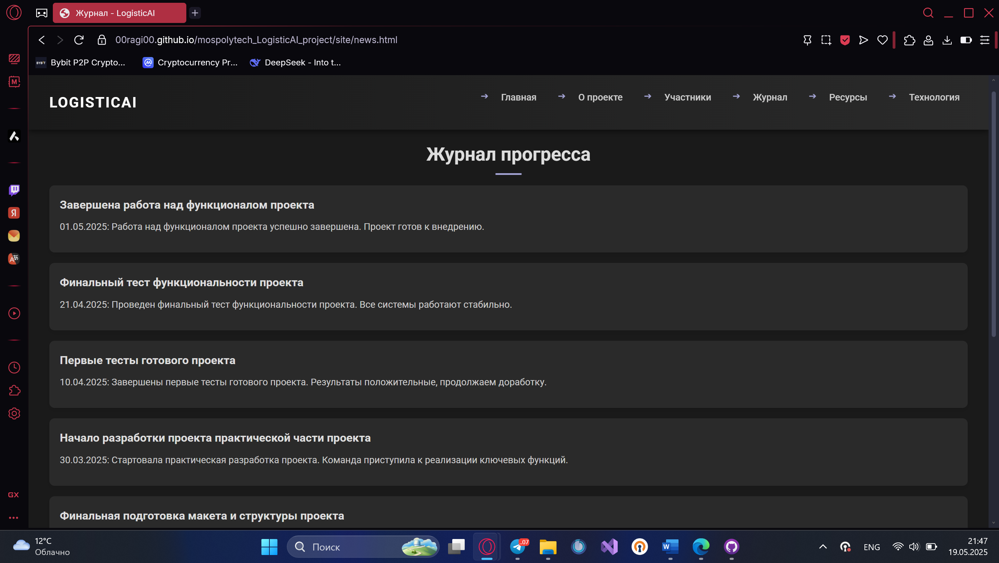 Журнал - LogisticAI
00ragi00.github.io/mospolytech_LogisticAI_project/site/news.html
BYBIT Bybit P2P Crypto...
Cryptocurrency Pr...
DeepSeek - Into t...
M
LOGISTICAI
Главная
О проекте
Участники
Журнал
Ресурсы
Технология
Журнал прогресса
Завершена работа над функционалом проекта
01.05.2025: Работа над функционалом проекта успешно завершена. Проект готов к внедрению.
Финальный тест функциональности проекта
21.04.2025: Проведен финальный тест функциональности проекта. Все системы работают стабильно.
Первые тесты готового проекта
10.04.2025: Завершены первые тесты готового проекта. Результаты положительные, продолжаем доработку.
Начало разработки проекта практической части проекта
30.03.2025: Стартовала практическая разработка проекта. Команда приступила к реализации ключевых функций.
Финальная подготовка макета и структуры проекта
Я
Aあ
GX
12°C
Облачно
Поиск
..07
W
ENG
21:47
19.05.2025